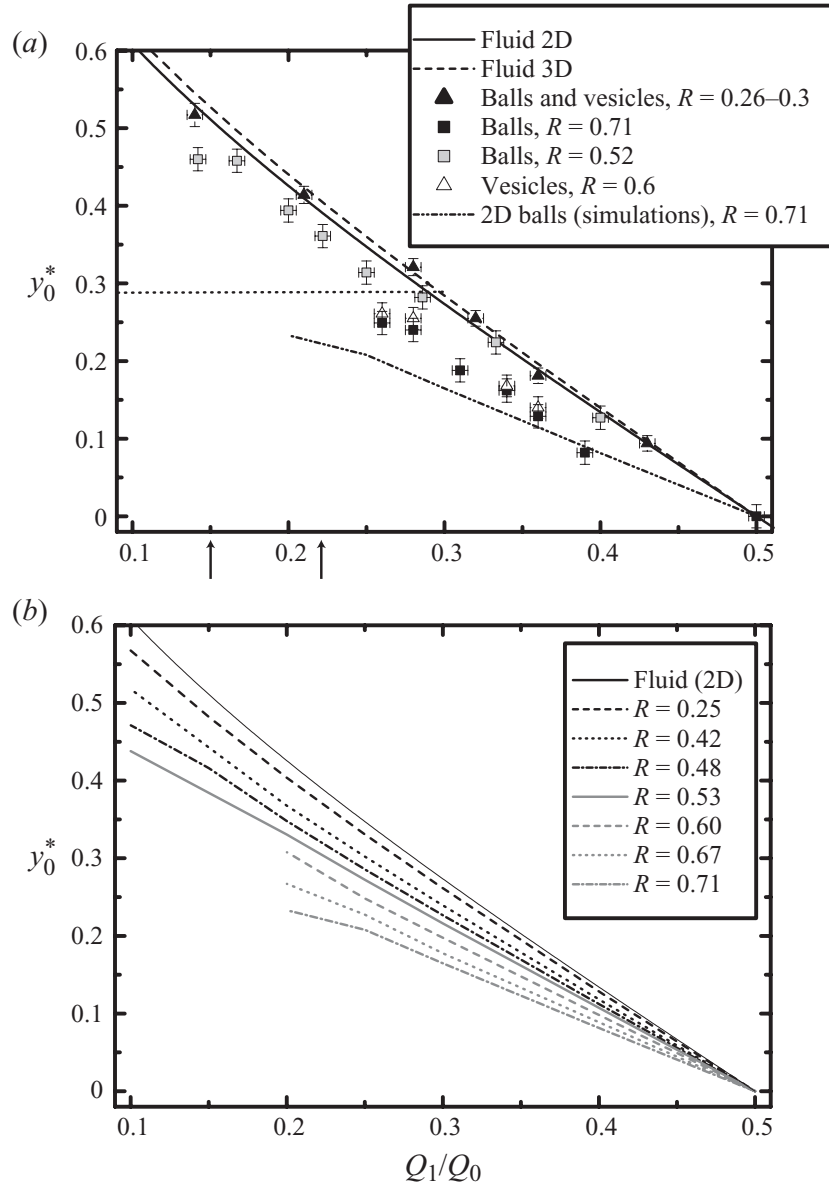 (a)
0.6
0.5
0.4
0.3
0.2
0.1
0
y₀*
Fluid 2D
Fluid 3D
Balls and vesicles, R = 0.26–0.3
Balls, R = 0.71
Balls, R = 0.52
Vesicles, R = 0.6
2D balls (simulations), R = 0.71
0.1 0.2 0.3 0.4 0.5
(b)
0.6
0.5
0.4
0.3
0.2
0.1
0
y₀*
Fluid (2D)
R = 0.25
R = 0.42
R = 0.48
R = 0.53
R = 0.60
R = 0.67
R = 0.71
0.1 0.2 0.3 0.4 0.5
Q₁/Q₀